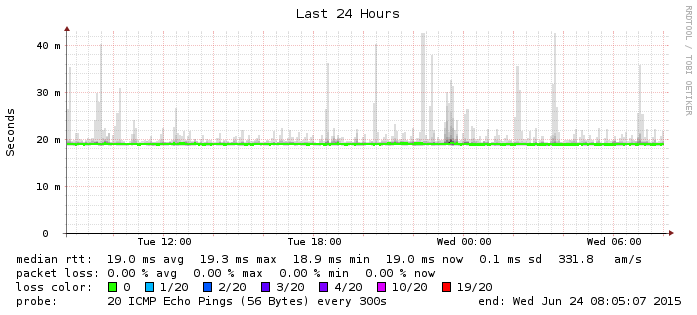 Last 24 Hours
RRDTOOL / TOBI OETIKER
Seconds
40 m
30 m
20 m
10 m
0
Tue 12:00 Tue 18:00 Wed 00:00 Wed 06:00
median rtt: 19.0 ms avg 19.3 ms max 18.9 ms min 19.0 ms now 0.1 ms sd 331.8 am/s
packet loss: 0.00 % avg 0.00 % max 0.00 % min 0.00 % now
loss color: 0 1/20 2/20 3/20 4/20 10/20 19/20
probe: 20 ICMP Echo Pings (56 Bytes) every 300s end: Wed Jun 24 08:05:07 2015